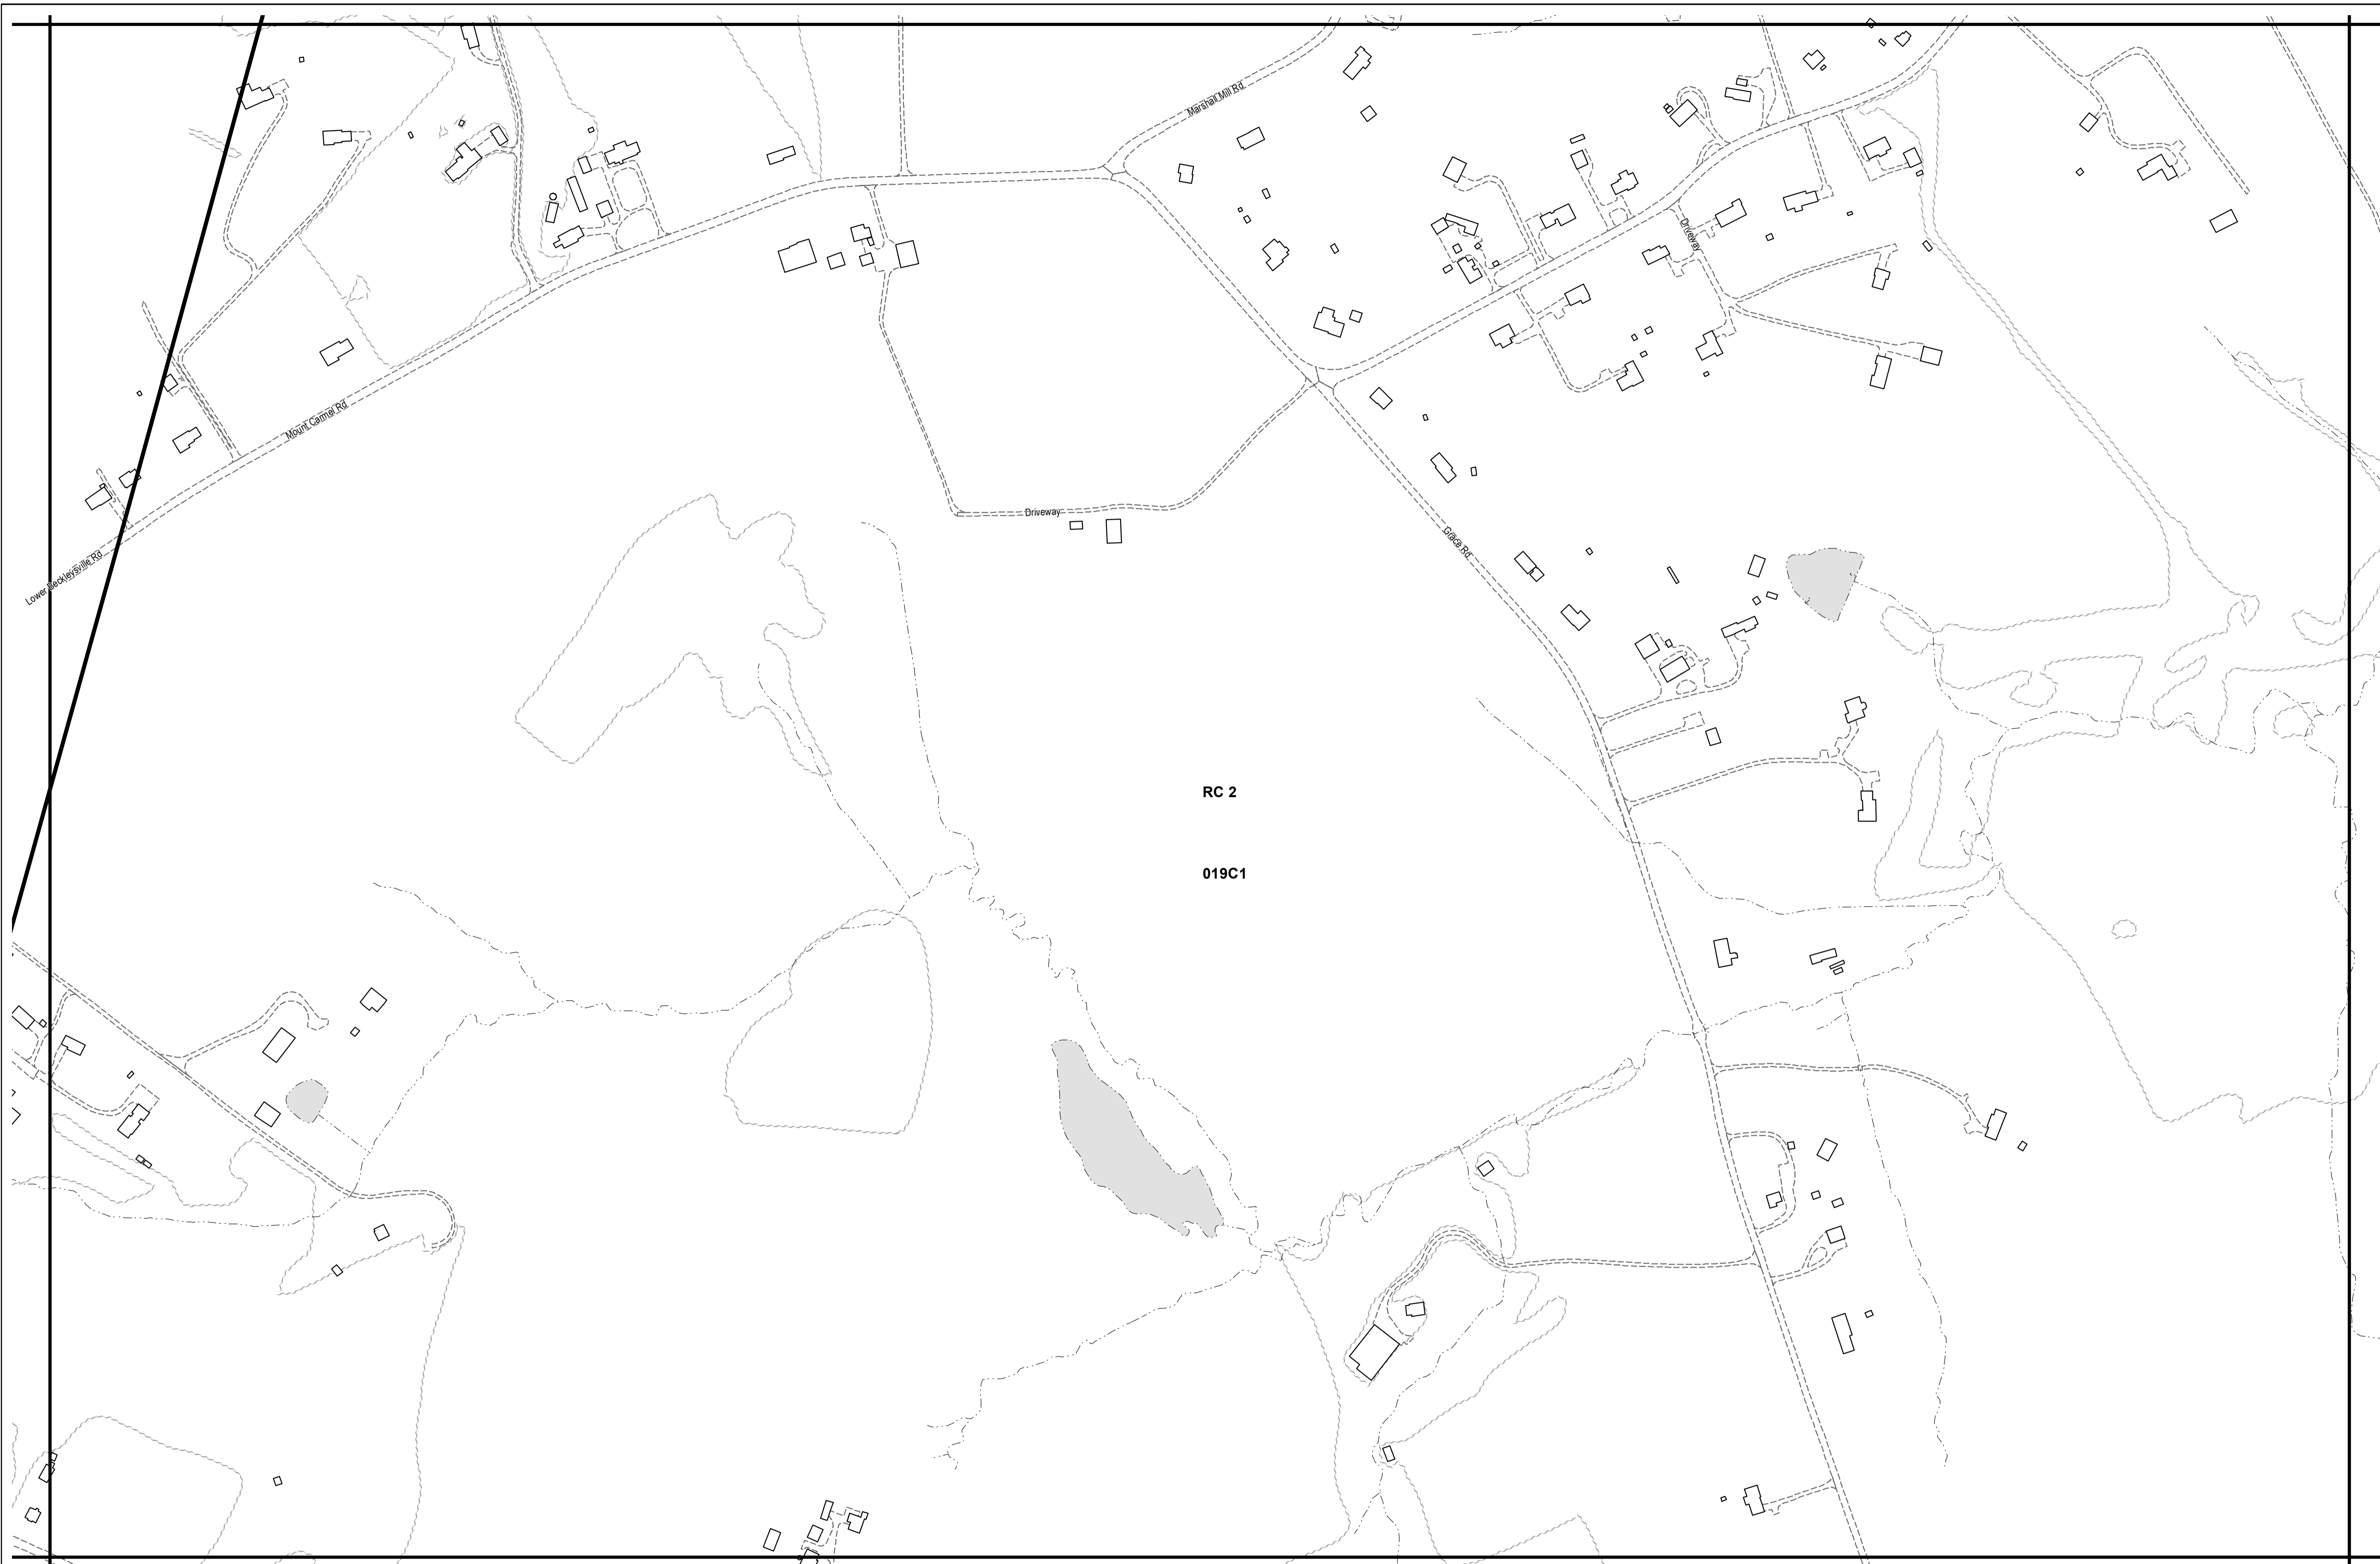 Marshall Mill Rd
Driveway
Mount Carmel Rd
Driveway
Grace Rd
Lower Beckleysville Rd
RC 2
019C1